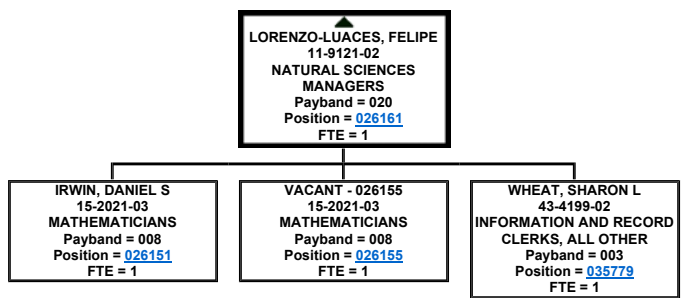 LORENZO-LUACES, FELIPE
11-9121-02
NATURAL SCIENCES
MANAGERS
Payband = 020
Position = 026161
FTE = 1
IRWIN, DANIEL S
15-2021-03
MATHEMATICIANS
Payband = 008
Position = 026151
FTE = 1
VACANT - 026155
15-2021-03
MATHEMATICIANS
Payband = 008
Position = 026155
FTE = 1
WHEAT, SHARON L
43-4199-02
INFORMATION AND RECORD
CLERKS, ALL OTHER
Payband = 003
Position = 035779
FTE = 1